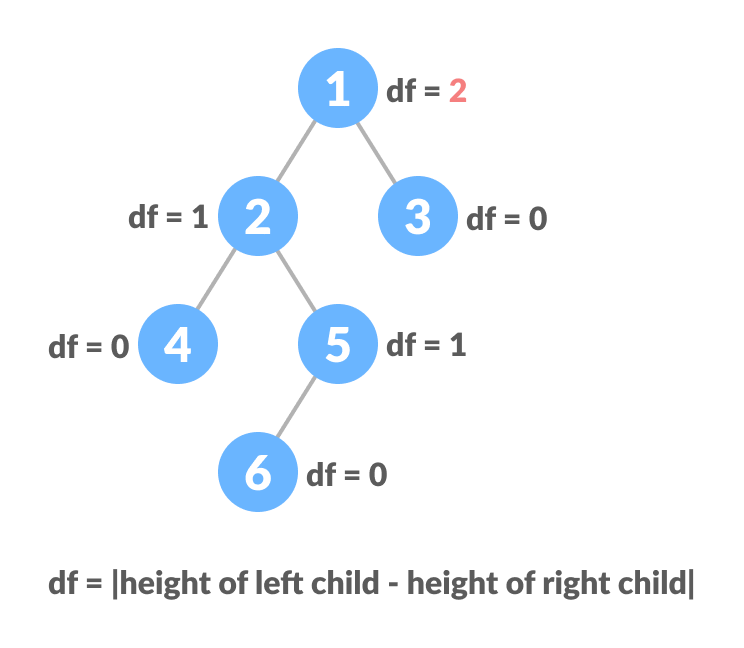 1 df = 2
df = 1 2 3 df = 0
df = 0 4 5 df = 1
6 df = 0
df = |height of left child - height of right child|